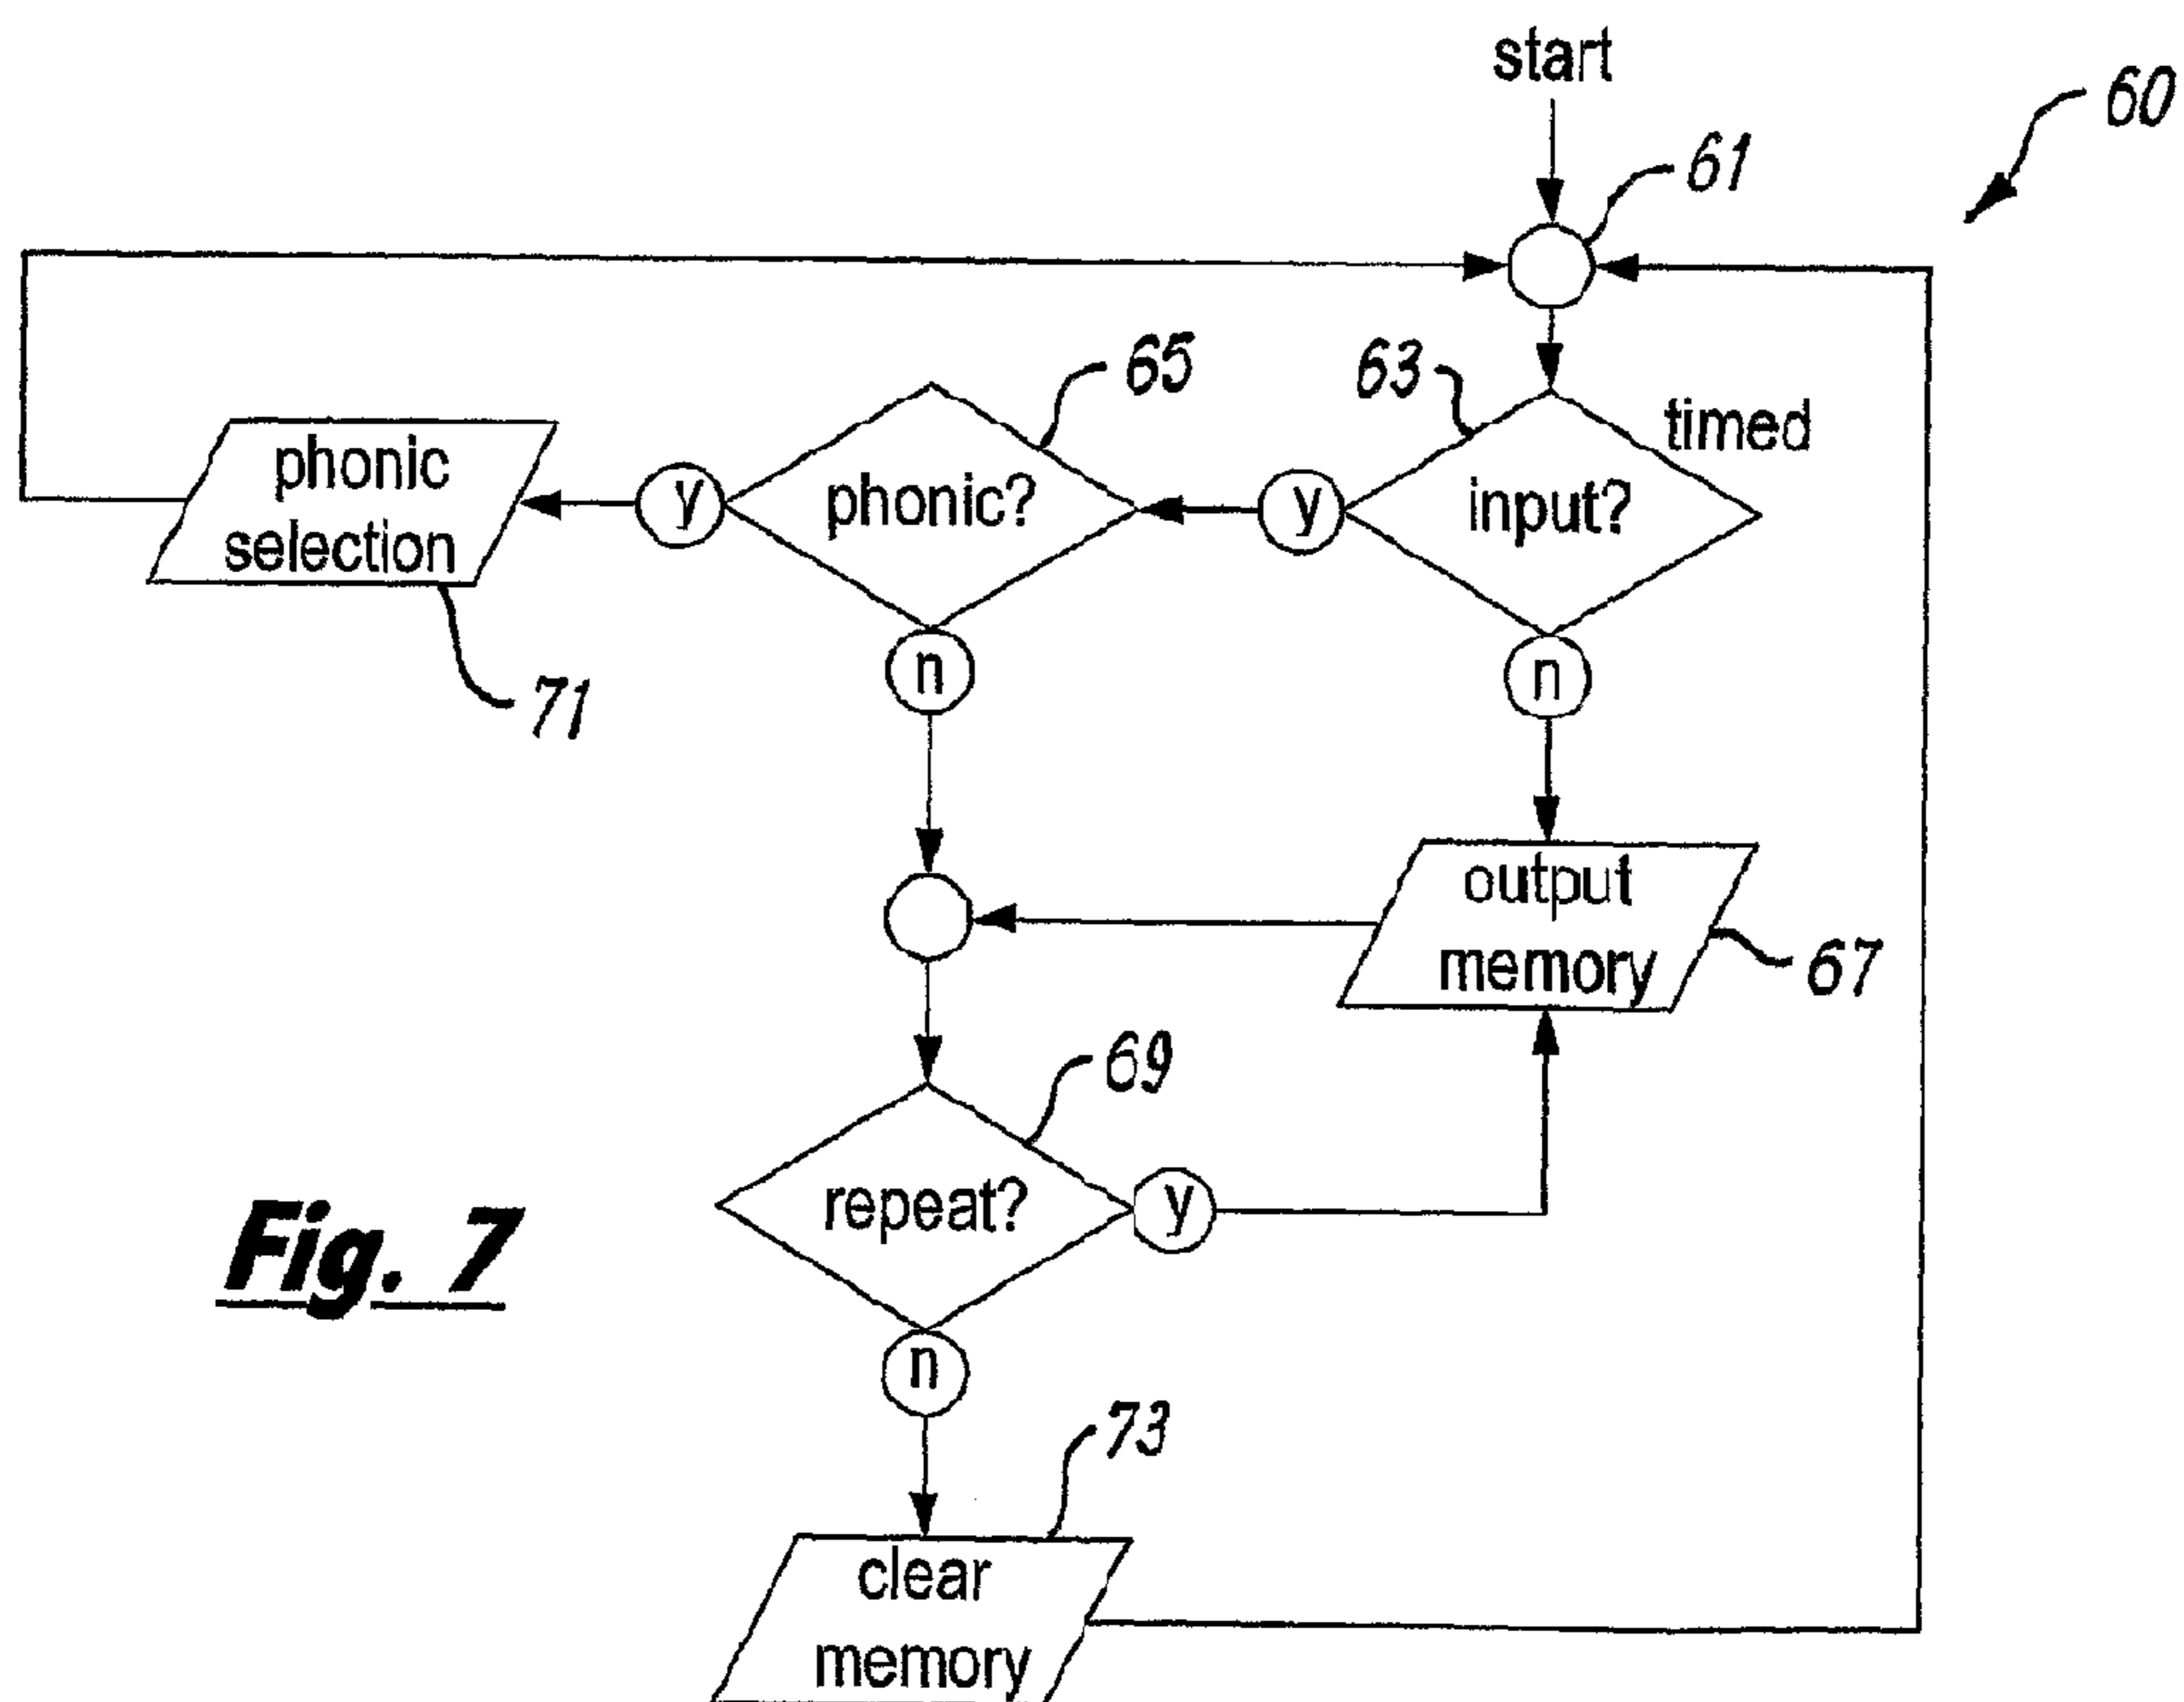 start
60
61
65
63
timed
phonic
selection
y
phonic?
y
input?
71
n
n
output
memory
67
69
repeat?
y
Fig. 7
n
73
clear
memory